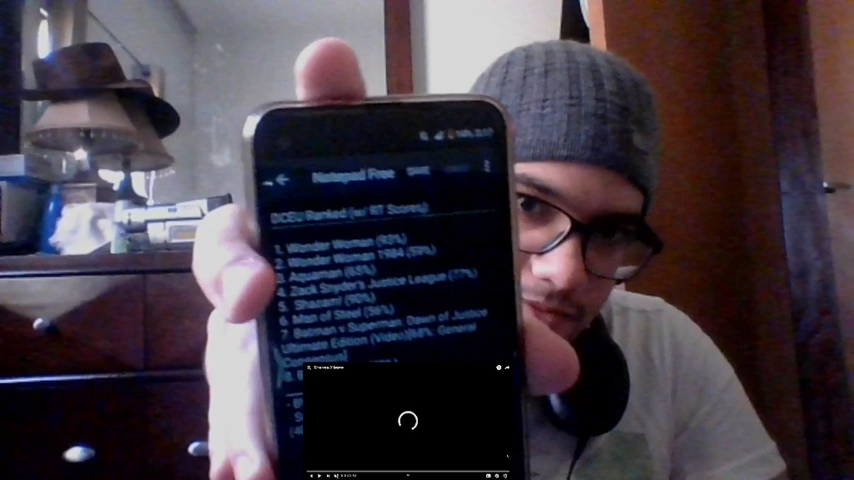 Notepad Free
DCEU Ranked (w/ RT Scores)
1. Wonder Woman (93%)
2. Wonder Woman 1984 (59%)
3. Aquaman (65%)
4. Zack Snyder's Justice League (71%)
5. Shazam! (90%)
6. Man of Steel (56%)
7. Batman v Superman: Dawn of Justice
Ultimate Edition (Video)
General
Consensus]
8.